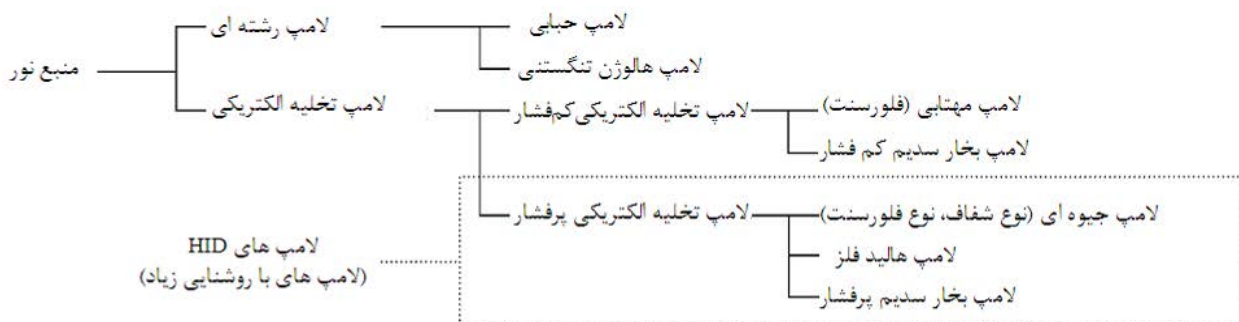 منبع نور
لامپ رشته ای
لامپ حبابی
لامپ هالوژن تنگستنی
لامپ تخلیه الکتریکی
لامپ تخلیه الکتریکی کم‌فشار
لامپ مهتابی (فلورسنت)
لامپ بخار سدیم کم فشار
لامپ تخلیه الکتریکی پرفشار
لامپ جیوه ای (نوع شفاف، نوع فلورسنت)
لامپ هالید فلز
لامپ بخار سدیم پرفشار
لامپ های HID
(لامپ های با روشنایی زیاد)